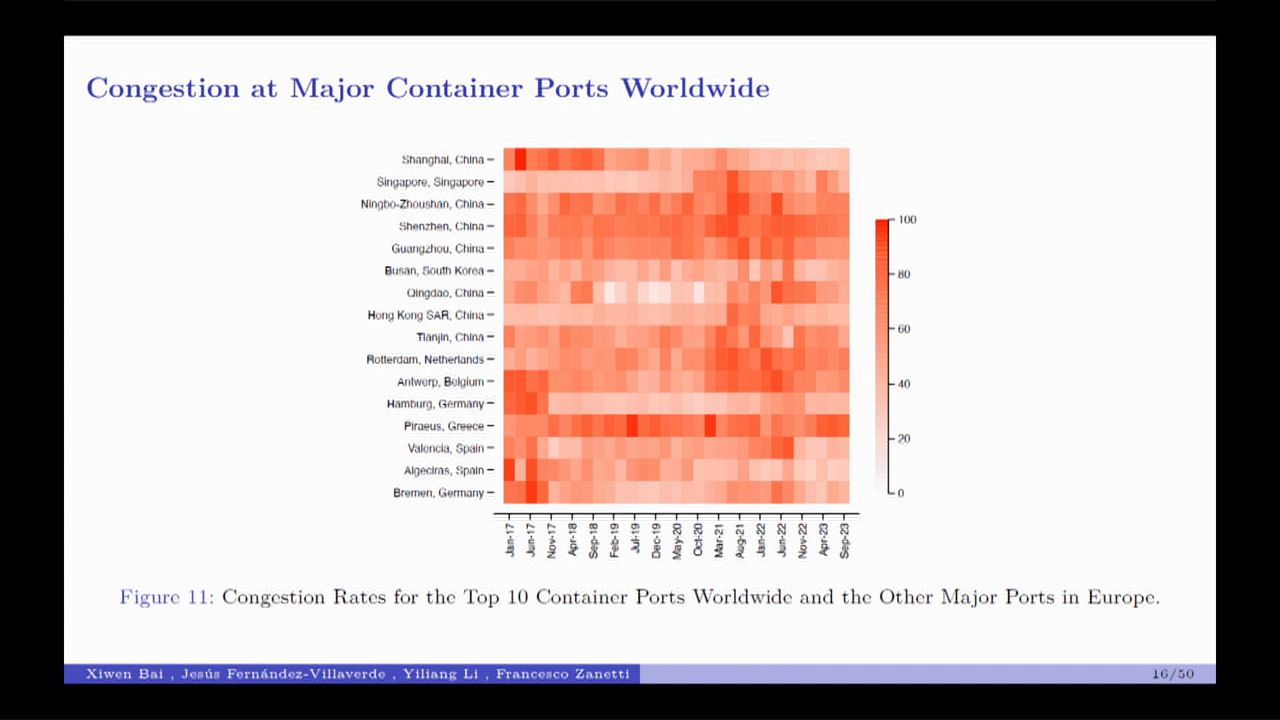 Congestion at Major Container Ports Worldwide
Shanghai, China
Singapore, Singapore
Ningbo-Zhoushan, China
Shenzhen, China
Guangzhou, China
Busan, South Korea
Qingdao, China
Hong Kong SAR, China
Tianjin, China
Rotterdam, Netherlands
Antwerp, Belgium
Hamburg, Germany
Piraeus, Greece
Valencia, Spain
Algeciras, Spain
Bremen, Germany
100
80
60
40
20
0
Jan-17
Jun-17
Nov-17
Apr-18
Sep-18
Feb-19
Jul-19
Dec-19
May-20
Oct-20
Mar-21
Aug-21
Jan-22
Jun-22
Nov-22
Apr-23
Sep-23
Figure 11: Congestion Rates for the Top 10 Container Ports Worldwide and the Other Major Ports in Europe.
Xiwen Bai , Jesús Fernández-Villaverde , Yiliang Li , Francesco Zanetti
16/50